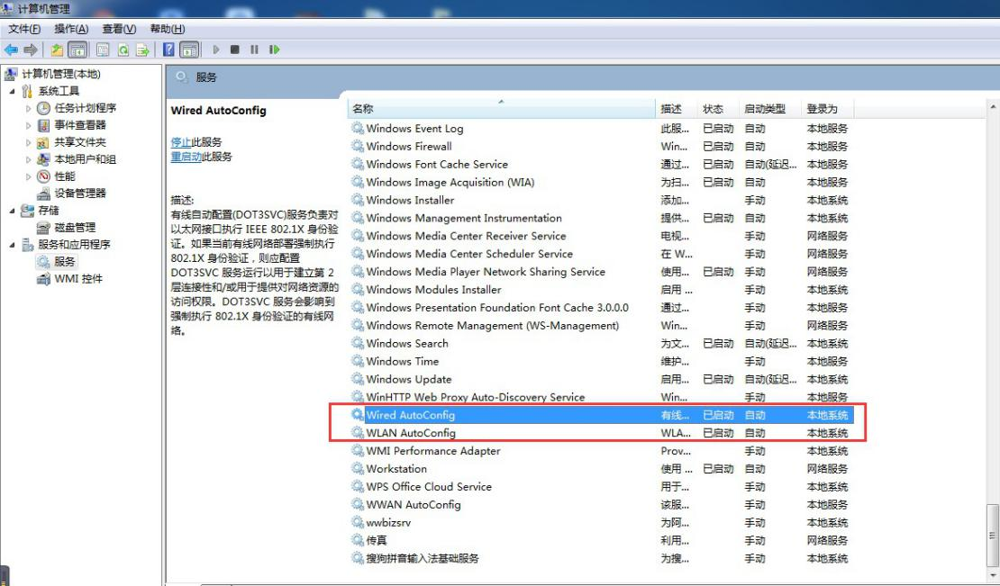 计算机管理
文件(F) 操作(A) 查看(V) 帮助(H)
计算机管理(本地)
系统工具
任务计划程序
事件查看器
共享文件夹
本地用户和组
性能
设备管理器
存储
磁盘管理
服务和应用程序
服务
WMI 控件
服务
Wired AutoConfig
停止此服务
重启动此服务
描述:
有线自动配置(DOT3SVC)服务负责对
以太网接口执行 IEEE 802.1X 身份验
证。如果当前有线网络部署强制执行
802.1X 身份验证，则应配置
DOT3SVC 服务运行以用于建立第 2
层连接性和/或用于提供对网络资源的
访问权限。DOT3SVC 服务会影响到
强制执行 802.1X 身份验证的有线网
络。
名称 描述 状态 启动类型 登录为
Windows Event Log 此服... 已启动 自动 本地服务
Windows Firewall Win... 已启动 自动 本地服务
Windows Font Cache Service 通过... 已启动 自动(延迟... 本地服务
Windows Image Acquisition (WIA) 为扫... 已启动 自动 本地服务
Windows Installer 添加... 手动 本地系统
Windows Management Instrumentation 提供... 已启动 自动 本地系统
Windows Media Center Receiver Service 电视... 手动 网络服务
Windows Media Center Scheduler Service 在 W... 手动 网络服务
Windows Media Player Network Sharing Service 使用... 已启动 手动 网络服务
Windows Modules Installer 启用 ... 手动 本地系统
Windows Presentation Foundation Font Cache 3.0.0.0 通过... 手动 本地服务
Windows Remote Management (WS-Management) Win... 手动 网络服务
Windows Search 为文... 已启动 自动(延迟... 本地系统
Windows Time 维护... 手动 本地服务
Windows Update 启用... 已启动 自动(延迟... 本地系统
WinHTTP Web Proxy Auto-Discovery Service Win... 手动 本地服务
Wired AutoConfig 有线... 已启动 自动 本地系统
WLAN AutoConfig WLA... 已启动 自动 本地系统
WMI Performance Adapter Prov... 手动 本地系统
Workstation 使用 ... 已启动 自动 网络服务
WPS Office Cloud Service 用于... 手动 本地系统
WWAN AutoConfig 该服... 手动 本地服务
wwbizsrv 为阿... 手动 本地系统
传真 利用... 手动 网络服务
搜狗拼音输入法基础服务 为搜... 手动 本地系统